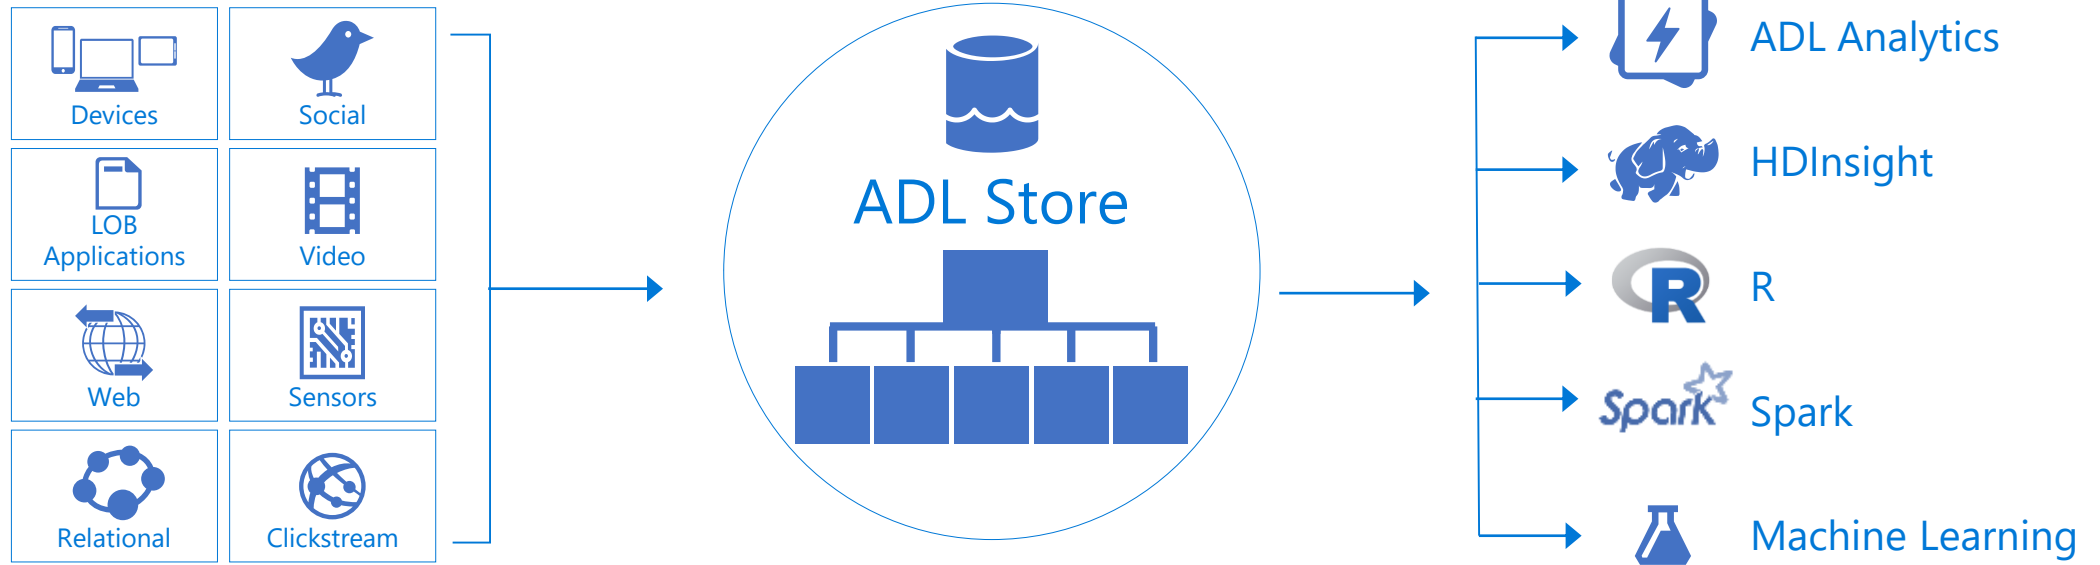 Devices
Social
LOB
Applications
Video
Web
Sensors
Relational
Clickstream
ADL Store
ADL Analytics
HDInsight
R
R
Spark
Spark
Machine Learning